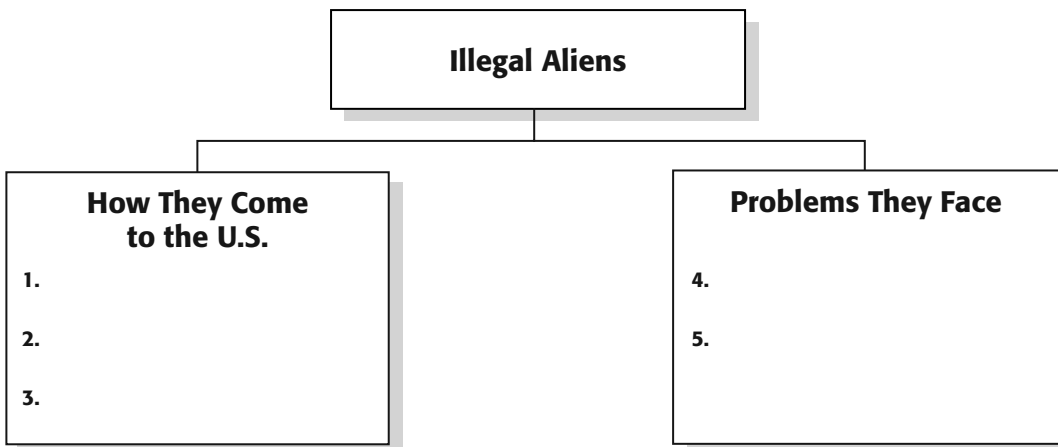 Illegal Aliens
How They Come
to the U.S.
1.
2.
3.
Problems They Face
4.
5.